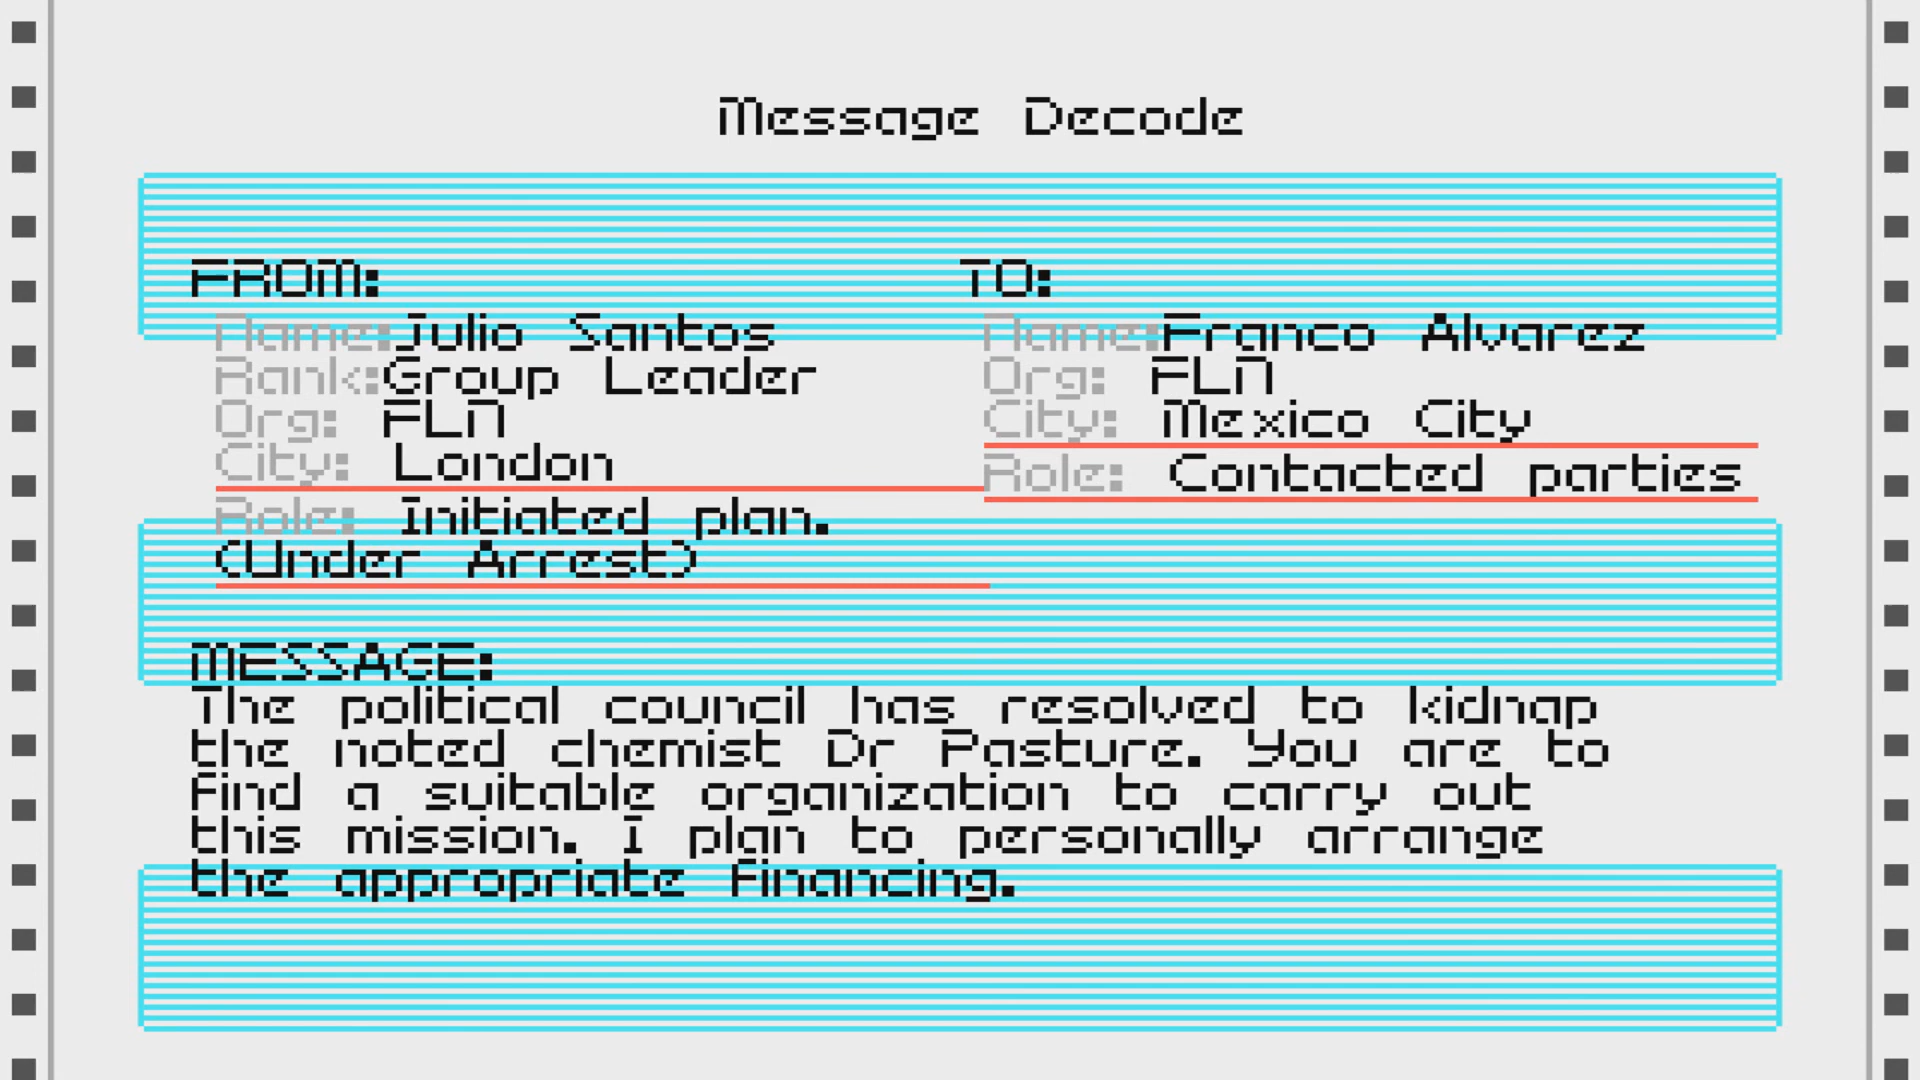 Message Decode
FROM:
Name:Julio Santos
Rank:Group Leader
Org: FLN
City: London
Role: Initiated plan.
(Under Arrest)
TO:
Name:Franco Alvarez
Org: FLN
City: Mexico City
Role: Contacted parties
MESSAGE:
The political council has resolved to kidnap
the noted chemist Dr Pasture. You are to
find a suitable organization to carry out
this mission. I plan to personally arrange
the appropriate financing.